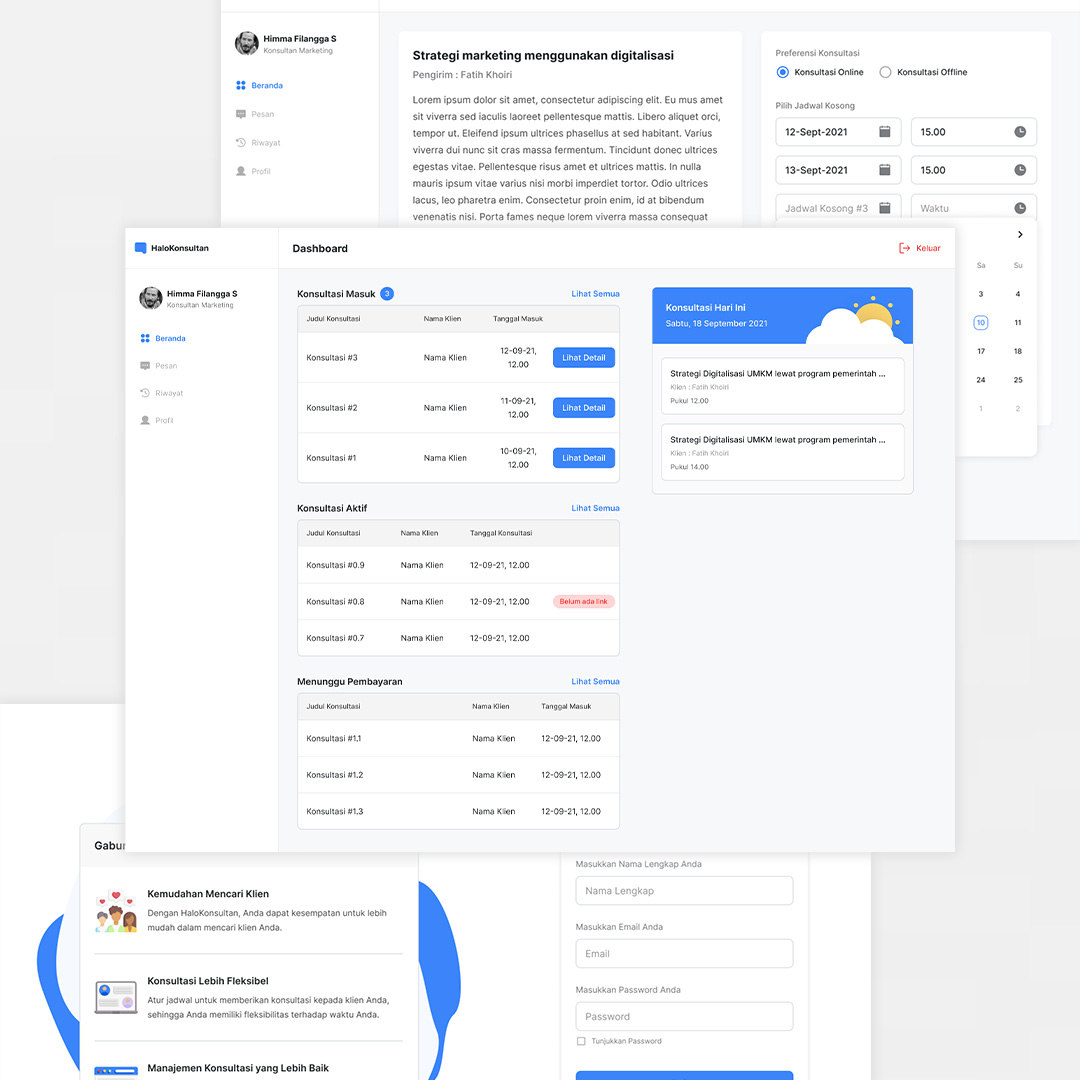 Himma Filangga S
Konsultan Marketing
Beranda
Pesan
Riwayat
Profil
Strategi marketing menggunakan digitalisasi
Pengirim : Fatih Khoiri
Lorem ipsum dolor sit amet, consectetur adipiscing elit. Eu mus amet
sit viverra sed iaculis laoreet pellentesque mattis. Libero aliquet orci,
tempor ut. Eleifend ipsum ultrices phasellus at sed habitant. Varius
viverra dui nunc sit cras massa fermentum. Tincidunt donec ultrices
egestas vitae. Pellentesque risus amet et ultrices mattis. In nulla
mauris ipsum vitae varius nisi morbi imperdiet tortor. Odio ultrices
lacus, leo pharetra enim. Consectetur proin enim, id at bibendum
venenatis nisi. Porta fames neque lorem viverra massa consequat
Preferensi Konsultasi
Konsultasi Online Konsultasi Offline
Pilih Jadwal Kosong
12-Sept-2021 15.00
13-Sept-2021 15.00
Jadwal Kosong #3 Waktu
Sa Su
3 4
10 11
17 18
24 25
1 2
HaloKonsultan
Himma Filangga S
Konsultan Marketing
Beranda
Pesan
Riwayat
Profil
Dashboard
Keluar
Konsultasi Masuk 3 Lihat Semua
Judul Konsultasi Nama Klien Tanggal Masuk
Konsultasi #3 Nama Klien 12-09-21, 12.00 Lihat Detail
Konsultasi #2 Nama Klien 11-09-21, 12.00 Lihat Detail
Konsultasi #1 Nama Klien 10-09-21, 12.00 Lihat Detail
Konsultasi Aktif Lihat Semua
Judul Konsultasi Nama Klien Tanggal Konsultasi
Konsultasi #0.9 Nama Klien 12-09-21, 12.00
Konsultasi #0.8 Nama Klien 12-09-21, 12.00 Belum ada link
Konsultasi #0.7 Nama Klien 12-09-21, 12.00
Menunggu Pembayaran Lihat Semua
Judul Konsultasi Nama Klien Tanggal Masuk
Konsultasi #1.1 Nama Klien 12-09-21, 12.00
Konsultasi #1.2 Nama Klien 12-09-21, 12.00
Konsultasi #1.3 Nama Klien 12-09-21, 12.00
Konsultasi Hari Ini
Sabtu, 18 September 2021
Strategi Digitalisasi UMKM lewat program pemerintah ...
Klien : Fatih Khoiri
Pukul 12.00
Strategi Digitalisasi UMKM lewat program pemerintah ...
Klien : Fatih Khoiri
Pukul 14.00
Gabun
Kemudahan Mencari Klien
Dengan HaloKonsultan, Anda dapat kesempatan untuk lebih
mudah dalam mencari klien Anda.
Konsultasi Lebih Fleksibel
Atur jadwal untuk memberikan konsultasi kepada klien Anda,
sehingga Anda memiliki fleksibilitas terhadap waktu Anda.
Manajemen Konsultasi yang Lebih Baik
Masukkan Nama Lengkap Anda
Nama Lengkap
Masukkan Email Anda
Email
Masukkan Password Anda
Password
Tunjukkan Password